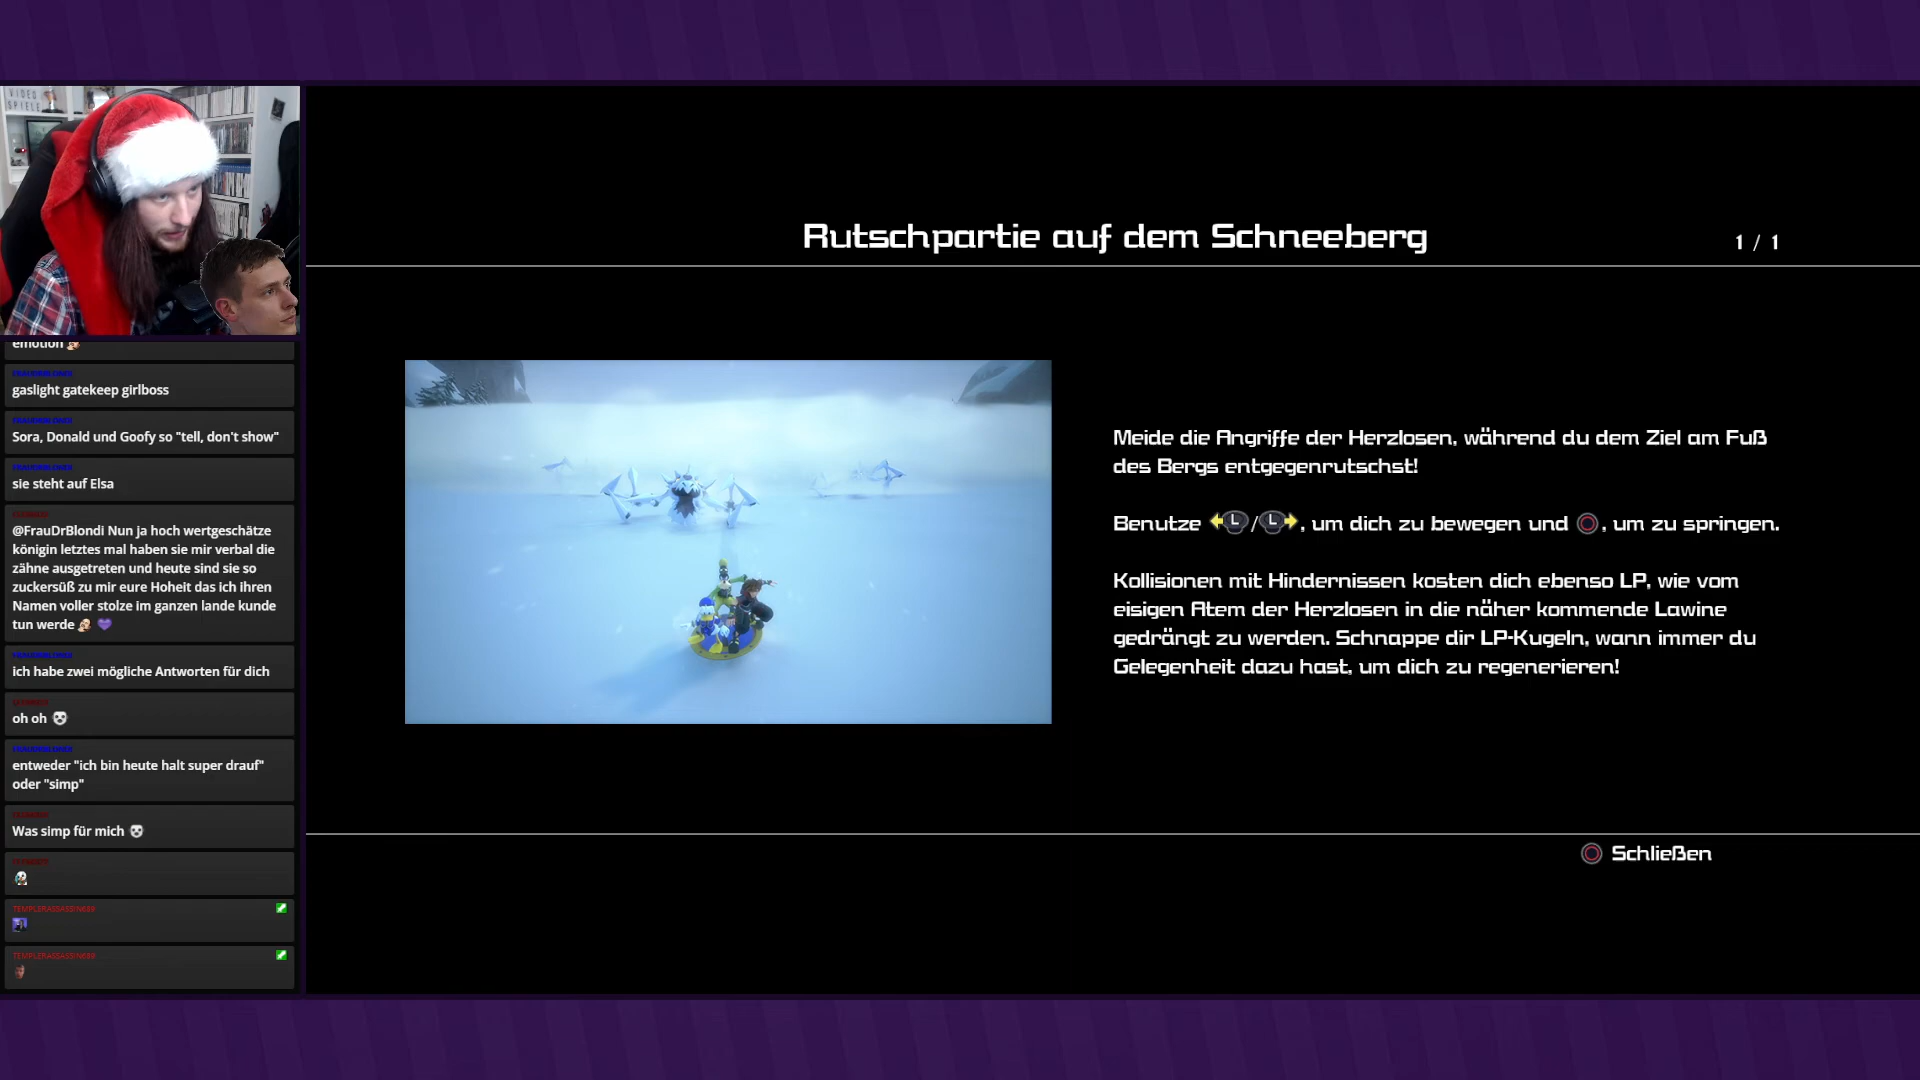 VIDEO
SPIELE
emotion
gaslight gatekeep girlboss
Sora, Donald und Goofy so "tell, don't show"
sie steht auf Elsa
@FrauDrBlondi Nun ja hoch wertgeschätze
königin letztes mal haben sie mir verbal die
zähne ausgetreten und heute sind sie so
zuckersüß zu mir eure Hoheit das ich ihren
Namen voller stolze im ganzen lande kunde
tun werde
ich habe zwei mögliche Antworten für dich
oh oh
entweder "ich bin heute halt super drauf"
oder "simp"
Was simp für mich
TEMPLERASSASSIN689
TEMPLERASSASSIN689
Rutschpartie auf dem Schneeberg
1 / 1
Meide die Angriffe der Herzlosen, während du dem Ziel am Fuß
des Bergs entgegenrutschst!
Benutze L/L, um dich zu bewegen und , um zu springen.
Kollisionen mit Hindernissen kosten dich ebenso LP, wie vom
eisigen Atem der Herzlosen in die näher kommende Lawine
gedrängt zu werden. Schnappe dir LP-Kugeln, wann immer du
Gelegenheit dazu hast, um dich zu regenerieren!
Schließen